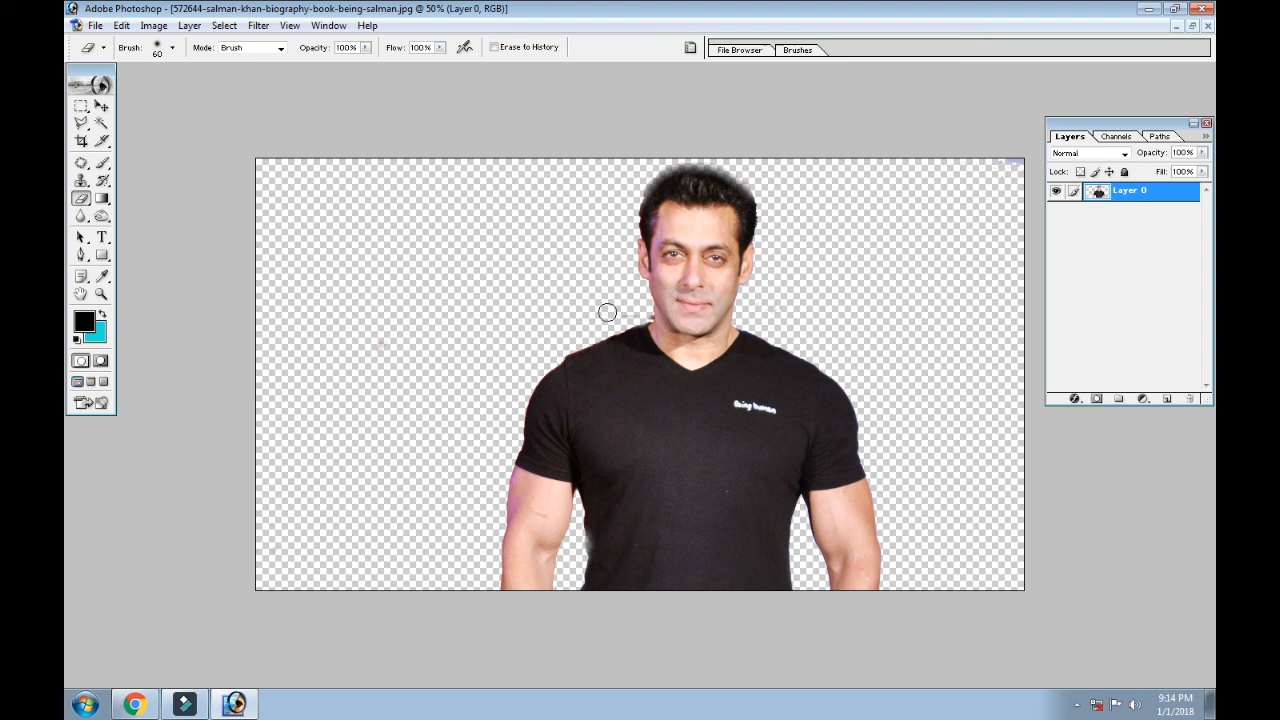 Adobe Photoshop - [572644-salman-khan-biography-book-being-salman.jpg @ 50% (Layer 0, RGB)]
File Edit Image Layer Select Filter View Window Help
Brush: 60 Mode: Brush Opacity: 100% Flow: 100% Erase to History File Browser Brushes
Layers Channels Paths
Normal Opacity: 100%
Lock: Fill: 100%
Layer 0
Being human
9:14 PM
1/1/2018